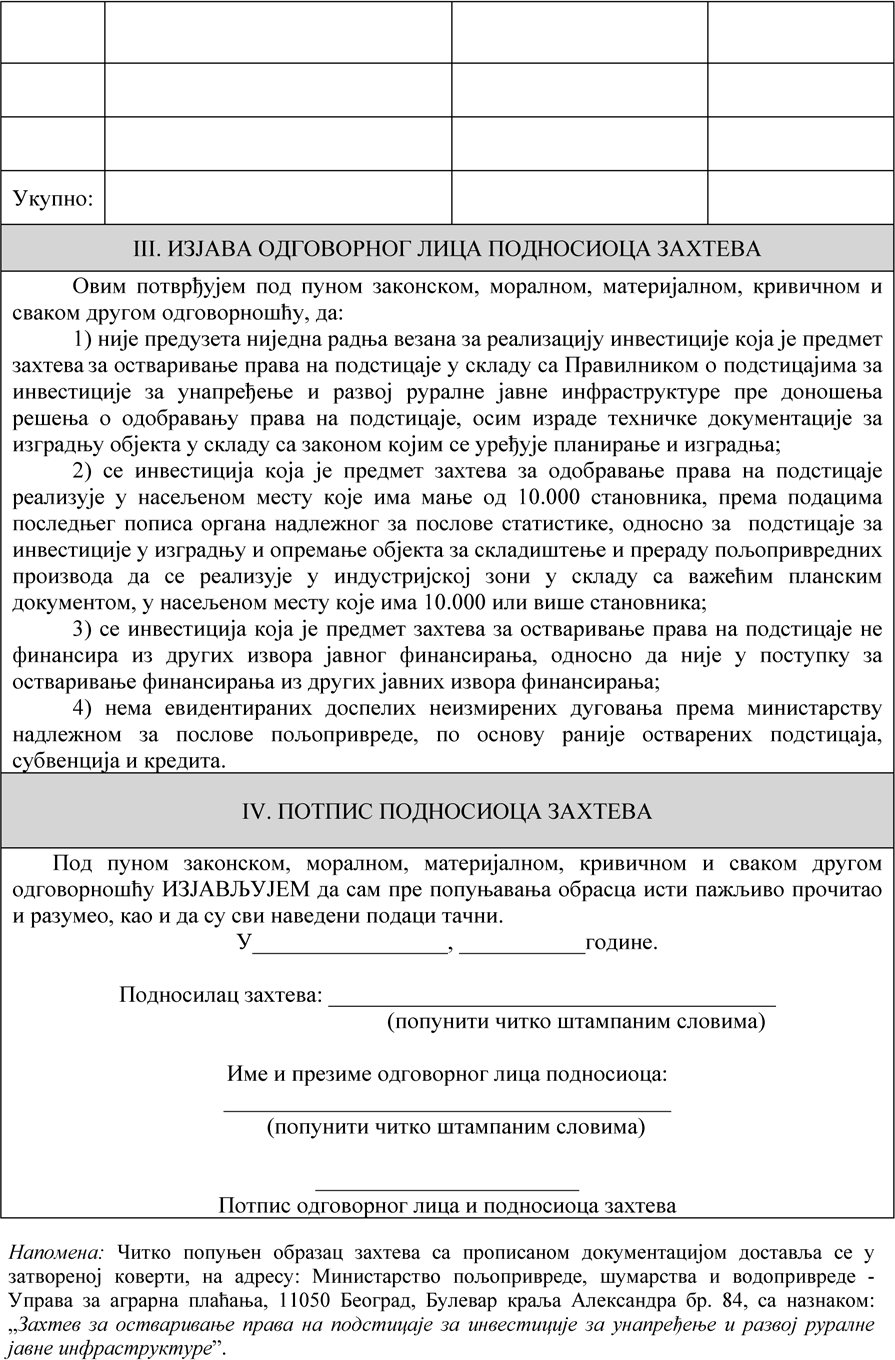 Укупно:
III. ИЗЈАВА ОДГОВОРНОГ ЛИЦА ПОДНОСИОЦА ЗАХТЕВА
Овим потврђујем под пуном законском, моралном, материјалном, кривичном и
сваком другом одговорношћу, да:
1) није предузета ниједна радња везана за реализацију инвестиције која је предмет
захтева за остваривање права на подстицаје у складу са Правилником о подстицајима за
инвестиције за унапређење и развој руралне јавне инфраструктуре пре доношења
решења о одобравању права на подстицаје, осим израде техничке документације за
изградњу објекта у складу са законом којим се уређује планирање и изградња;
2) се инвестиција која је предмет захтева за одобравање права на подстицаје
реализује у насељеном месту које има мање од 10.000 становника, према подацима
последњег пописа органа надлежног за послове статистике, односно за подстицаје за
инвестиције у изградњу и опремање објекта за складиштење и прераду пољопривредних
производа да се реализује у индустријској зони у складу са важећим планским
документом, у насељеном месту које има 10.000 или више становника;
3) се инвестиција која је предмет захтева за остваривање права на подстицаје не
финансира из других извора јавног финансирања, односно да није у поступку за
остваривање финансирања из других јавних извора финансирања;
4) нема евидентираних доспелих неизмирених дуговања према министарству
надлежном за послове пољопривреде, по основу раније остварених подстицаја,
субвенција и кредита.
IV. ПОТПИС ПОДНОСИОЦА ЗАХТЕВА
Под пуном законском, моралном, материјалном, кривичном и сваком другом
одговорношћу ИЗЈАВЉУЈЕМ да сам пре попуњавања обрасца исти пажљиво прочитао
и разумео, као и да су сви наведени подаци тачни.
У_________________, ___________године.
Подносилац захтева: _______________________________________
(попунити читко штампаним словима)
Име и презиме одговорног лица подносиоца:
_______________________________________
(попунити читко штампаним словима)
_______________________
Потпис одговорног лица и подносиоца захтева
Напомена: Читко попуњен образац захтева са прописаном документацијом доставља се у
затвореној коверти, на адресу: Министарство пољопривреде, шумарства и водопривреде -
Управа за аграрна плаћања, 11050 Београд, Булевар краља Александра бр. 84, са назнаком:
„Захтев за остваривање права на подстицаје за инвестиције за унапређење и развој руралне
јавне инфраструктуре”.